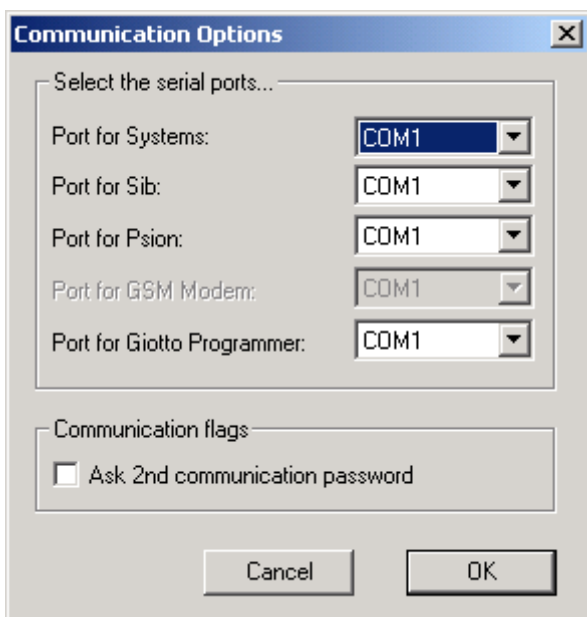 Communication Options
Select the serial ports...
Port for Systems: COM1
Port for Sib: COM1
Port for Psion: COM1
Port for GSM Modem: COM1
Port for Giotto Programmer: COM1
Communication flags
Ask 2nd communication password
Cancel OK